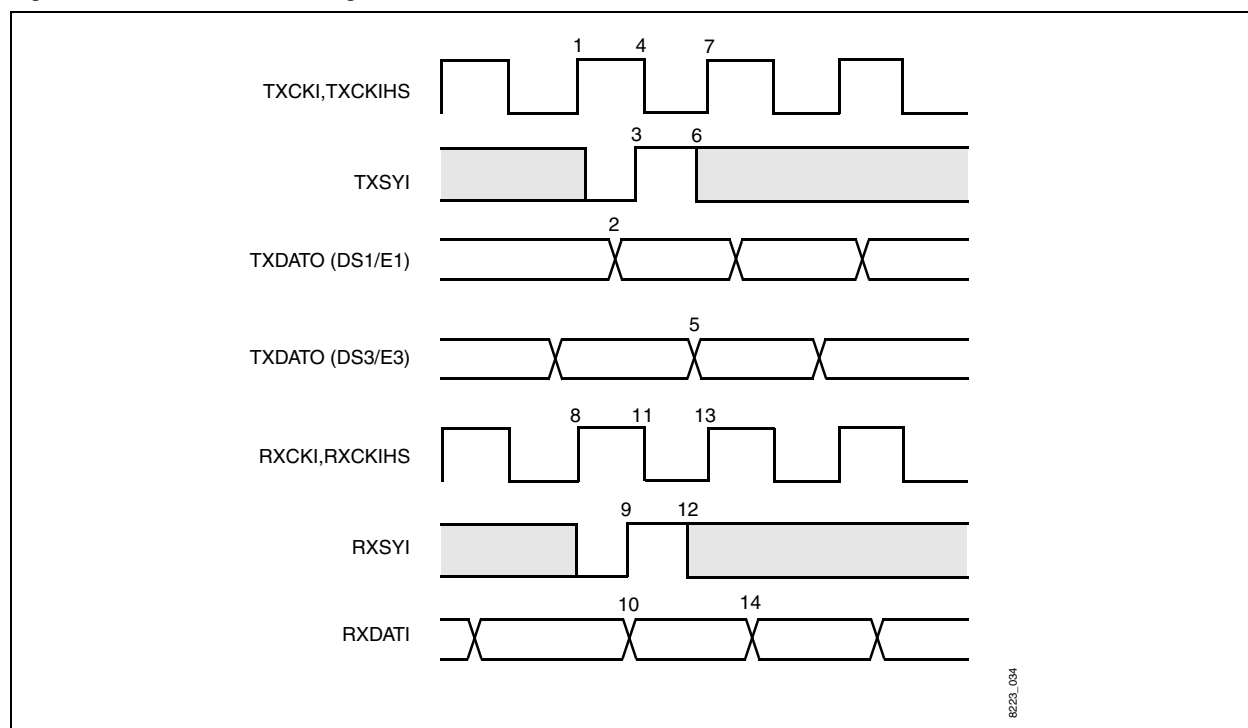 1 4 7
TXCKI,TXCKIHS
3 6
TXSYI
2
TXDATO (DS1/E1)
5
TXDATO (DS3/E3)
8 11 13
RXCKI,RXCKIHS
9 12
RXSYI
10 14
RXDATI
8223_034